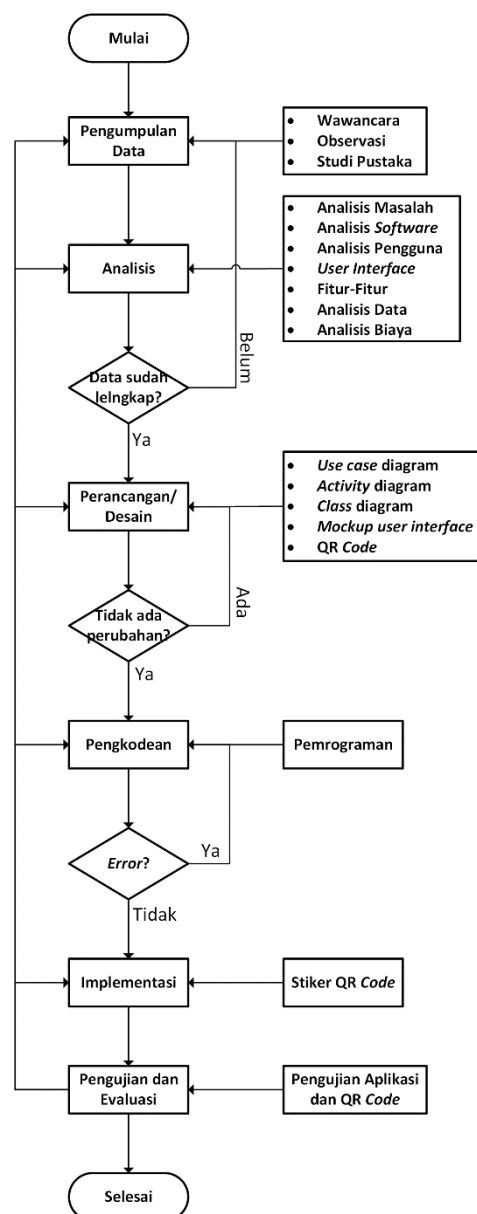 Mulai
Pengumpulan
Data
• Wawancara
• Observasi
• Studi Pustaka
Analisis
• Analisis Masalah
• Analisis Software
• Analisis Pengguna
• User Interface
• Fitur-Fitur
• Analisis Data
• Analisis Biaya
Data sudah
lelngkap?
Belum
Ya
Perancangan/
Desain
• Use case diagram
• Activity diagram
• Class diagram
• Mockup user interface
• QR Code
Tidak ada
perubahan?
Ada
Ya
Pengkodean
Pemrograman
Error?
Ya
Tidak
Implementasi
Stiker QR Code
Pengujian dan
Evaluasi
Pengujian Aplikasi
dan QR Code
Selesai